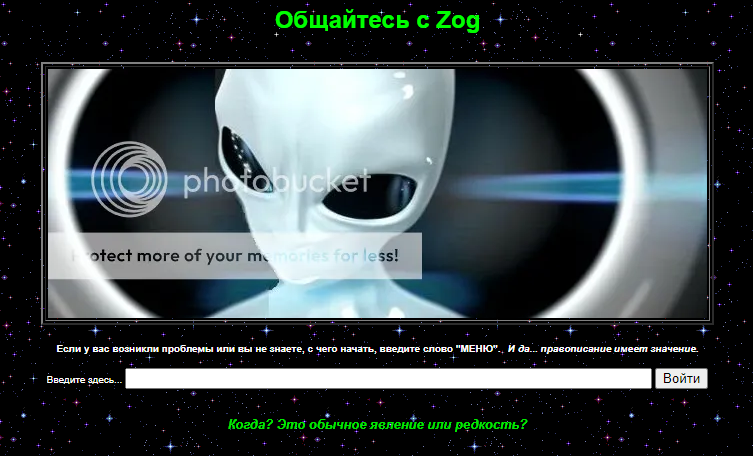 Общайтесь с Zog
photobucket
Protect more of your memories for less!
Если у вас возникли проблемы или вы не знаете, с чего начать, введите слово "МЕНЮ".. И да... правописание имеет значение.
Введите здесь... Войти
Когда? Это обычное явление или редкость?